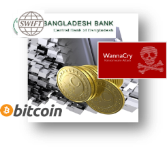 SWIFT
BANGLADESH BANK
Central Bank of Bangladesh
WannaCry
bitcoin